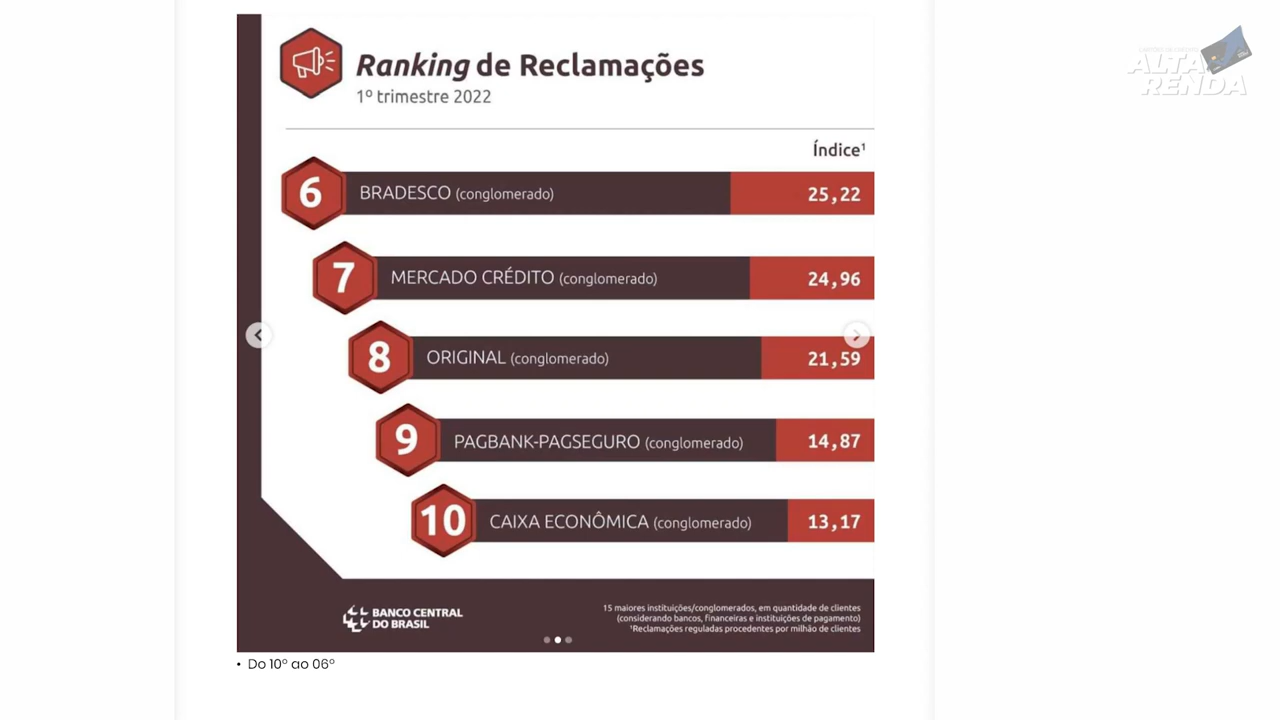 ALTA
RENDA
Ranking de Reclamações
1º trimestre 2022
Índice¹
6 BRADESCO (conglomerado) 25,22
7 MERCADO CRÉDITO (conglomerado) 24,96
8 ORIGINAL (conglomerado) 21,59
9 PAGBANK-PAGSEGURO (conglomerado) 14,87
10 CAIXA ECONÔMICA (conglomerado) 13,17
BANCO CENTRAL
DO BRASIL
15 maiores instituições/conglomerados, em quantidade de clientes
(considerando bancos, financeiras e instituições de pagamento)
¹Reclamações reguladas procedentes por milhão de clientes
• Do 10º ao 06º